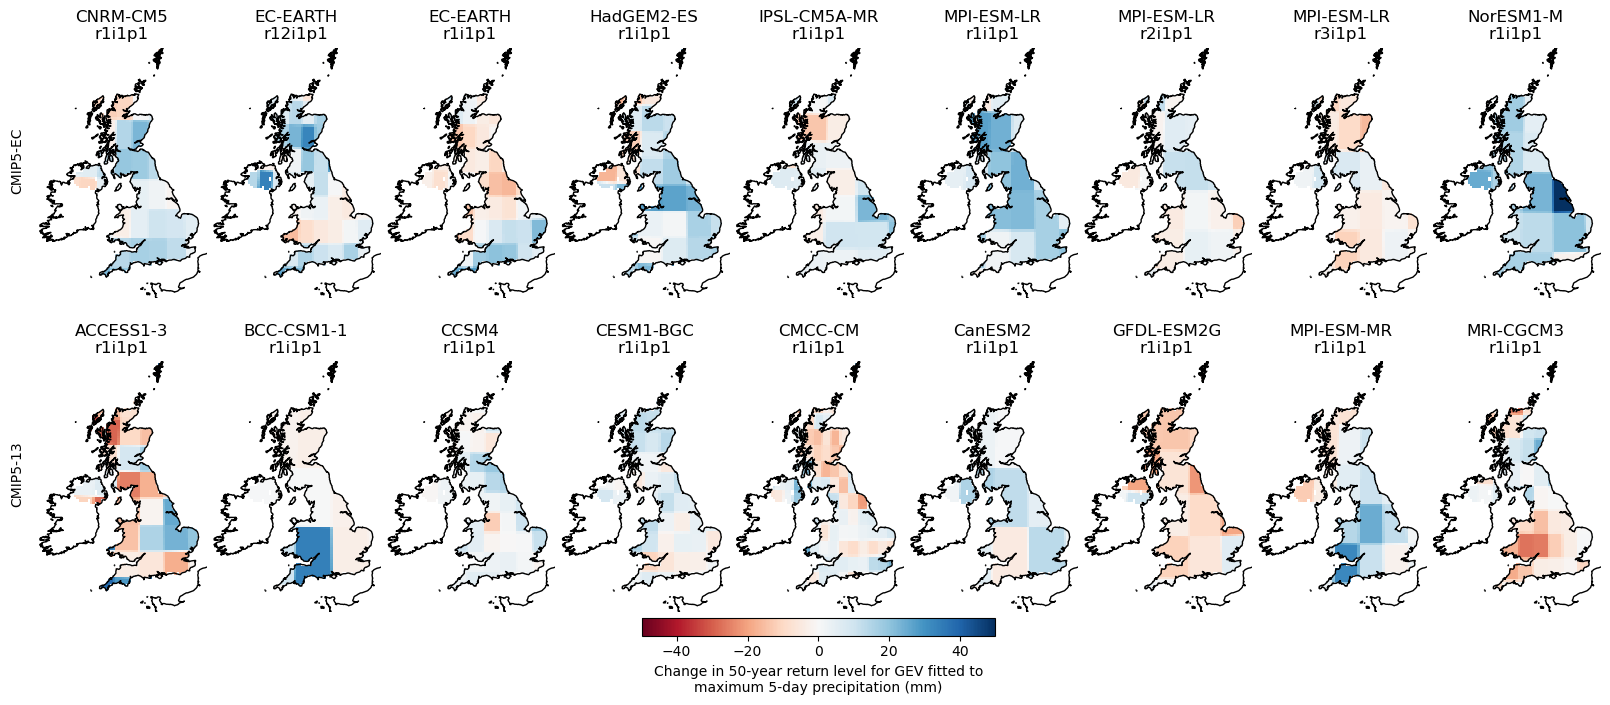 CNRM-CM5 EC-EARTH EC-EARTH HadGEM2-ES IPSL-CM5A-MR MPI-ESM-LR MPI-ESM-LR MPI-ESM-LR NorESM1-M
r1i1p1 r12i1p1 r1i1p1 r1i1p1 r1i1p1 r1i1p1 r2i1p1 r3i1p1 r1i1p1
CMIP5-EC
ACCESS1-3 BCC-CSM1-1 CCSM4 CESM1-BGC CMCC-CM CanESM2 GFDL-ESM2G MPI-ESM-MR MRI-CGCM3
r1i1p1 r1i1p1 r1i1p1 r1i1p1 r1i1p1 r1i1p1 r1i1p1 r1i1p1 r1i1p1
CMIP5-13
−40 −20 0 20 40
Change in 50-year return level for GEV fitted to
maximum 5-day precipitation (mm)